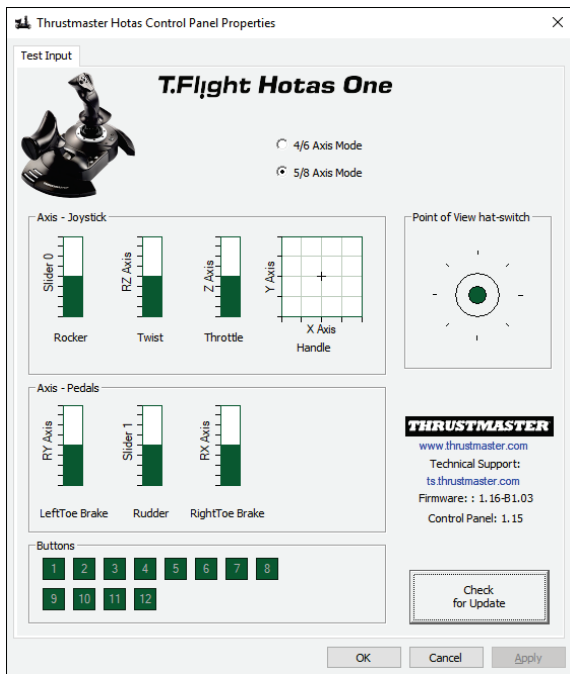 Thrustmaster Hotas Control Panel Properties
Test Input
T.Flight Hotas One
4/6 Axis Mode
5/8 Axis Mode
Axis - Joystick
Slider 0
RZ Axis
Z Axis
Y Axis
X Axis
Rocker
Twist
Throttle
Handle
Point of View hat-switch
Axis - Pedals
RY Axis
Slider 1
RX Axis
LeftToe Brake
Rudder
RightToe Brake
THRUSTMASTER
www.thrustmaster.com
Technical Support:
ts.thrustmaster.com
Firmware: : 1.16-B1.03
Control Panel: 1.15
Buttons
1 2 3 4 5 6 7 8
9 10 11 12
Check
for Update
OK
Cancel
Apply